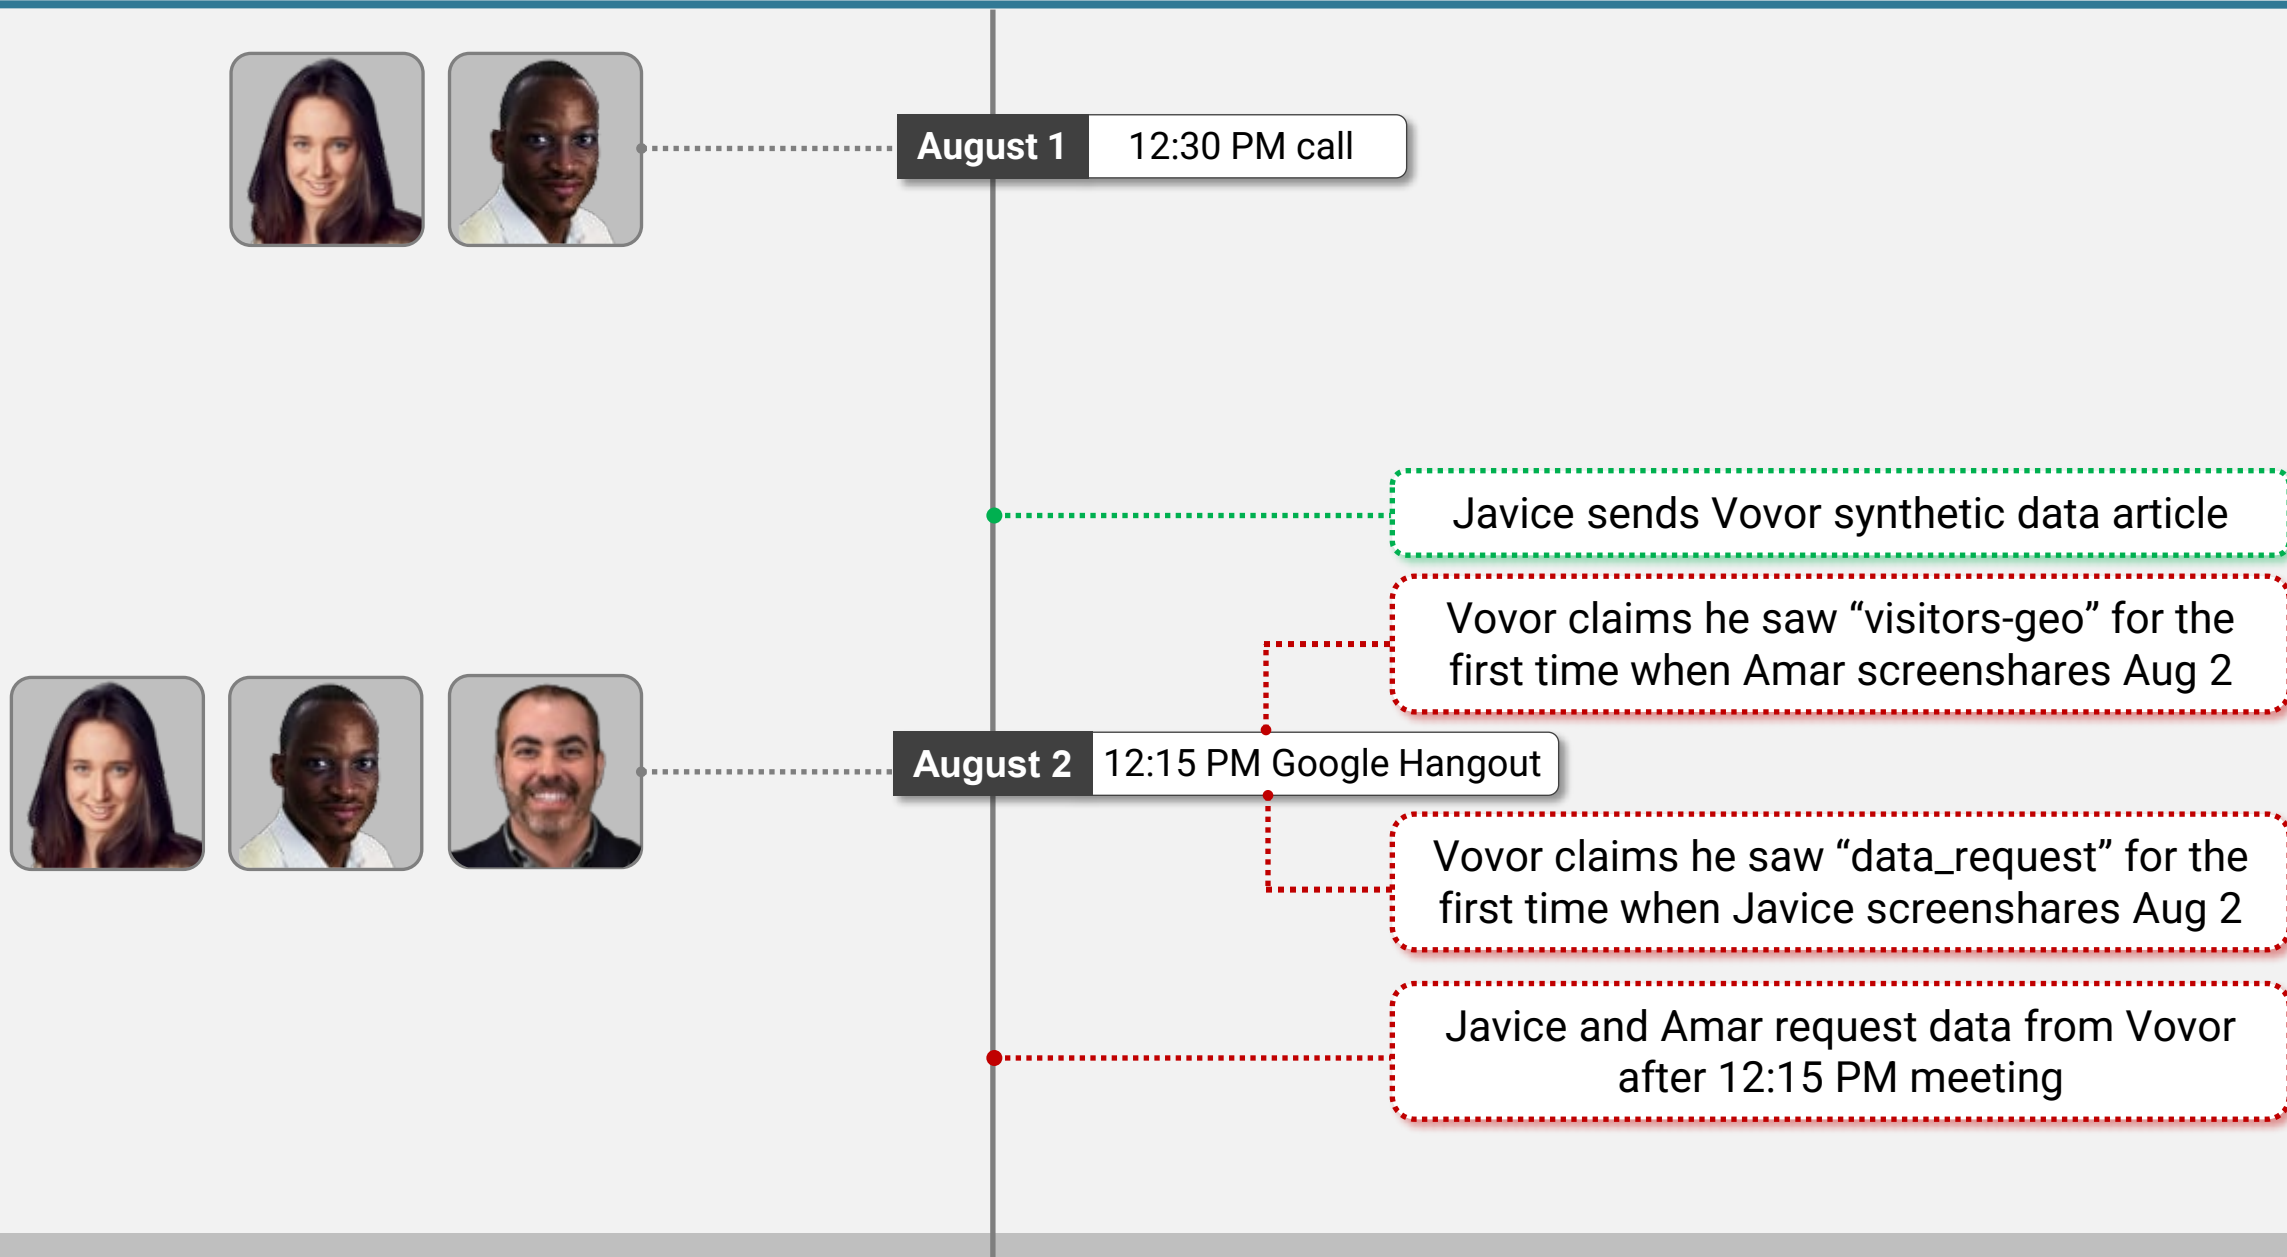 August 1 12:30 PM call
Javice sends Vovor synthetic data article
Vovor claims he saw “visitors-geo” for the
first time when Amar screenshares Aug 2
August 2 12:15 PM Google Hangout
Vovor claims he saw “data_request” for the
first time when Javice screenshares Aug 2
Javice and Amar request data from Vovor
after 12:15 PM meeting